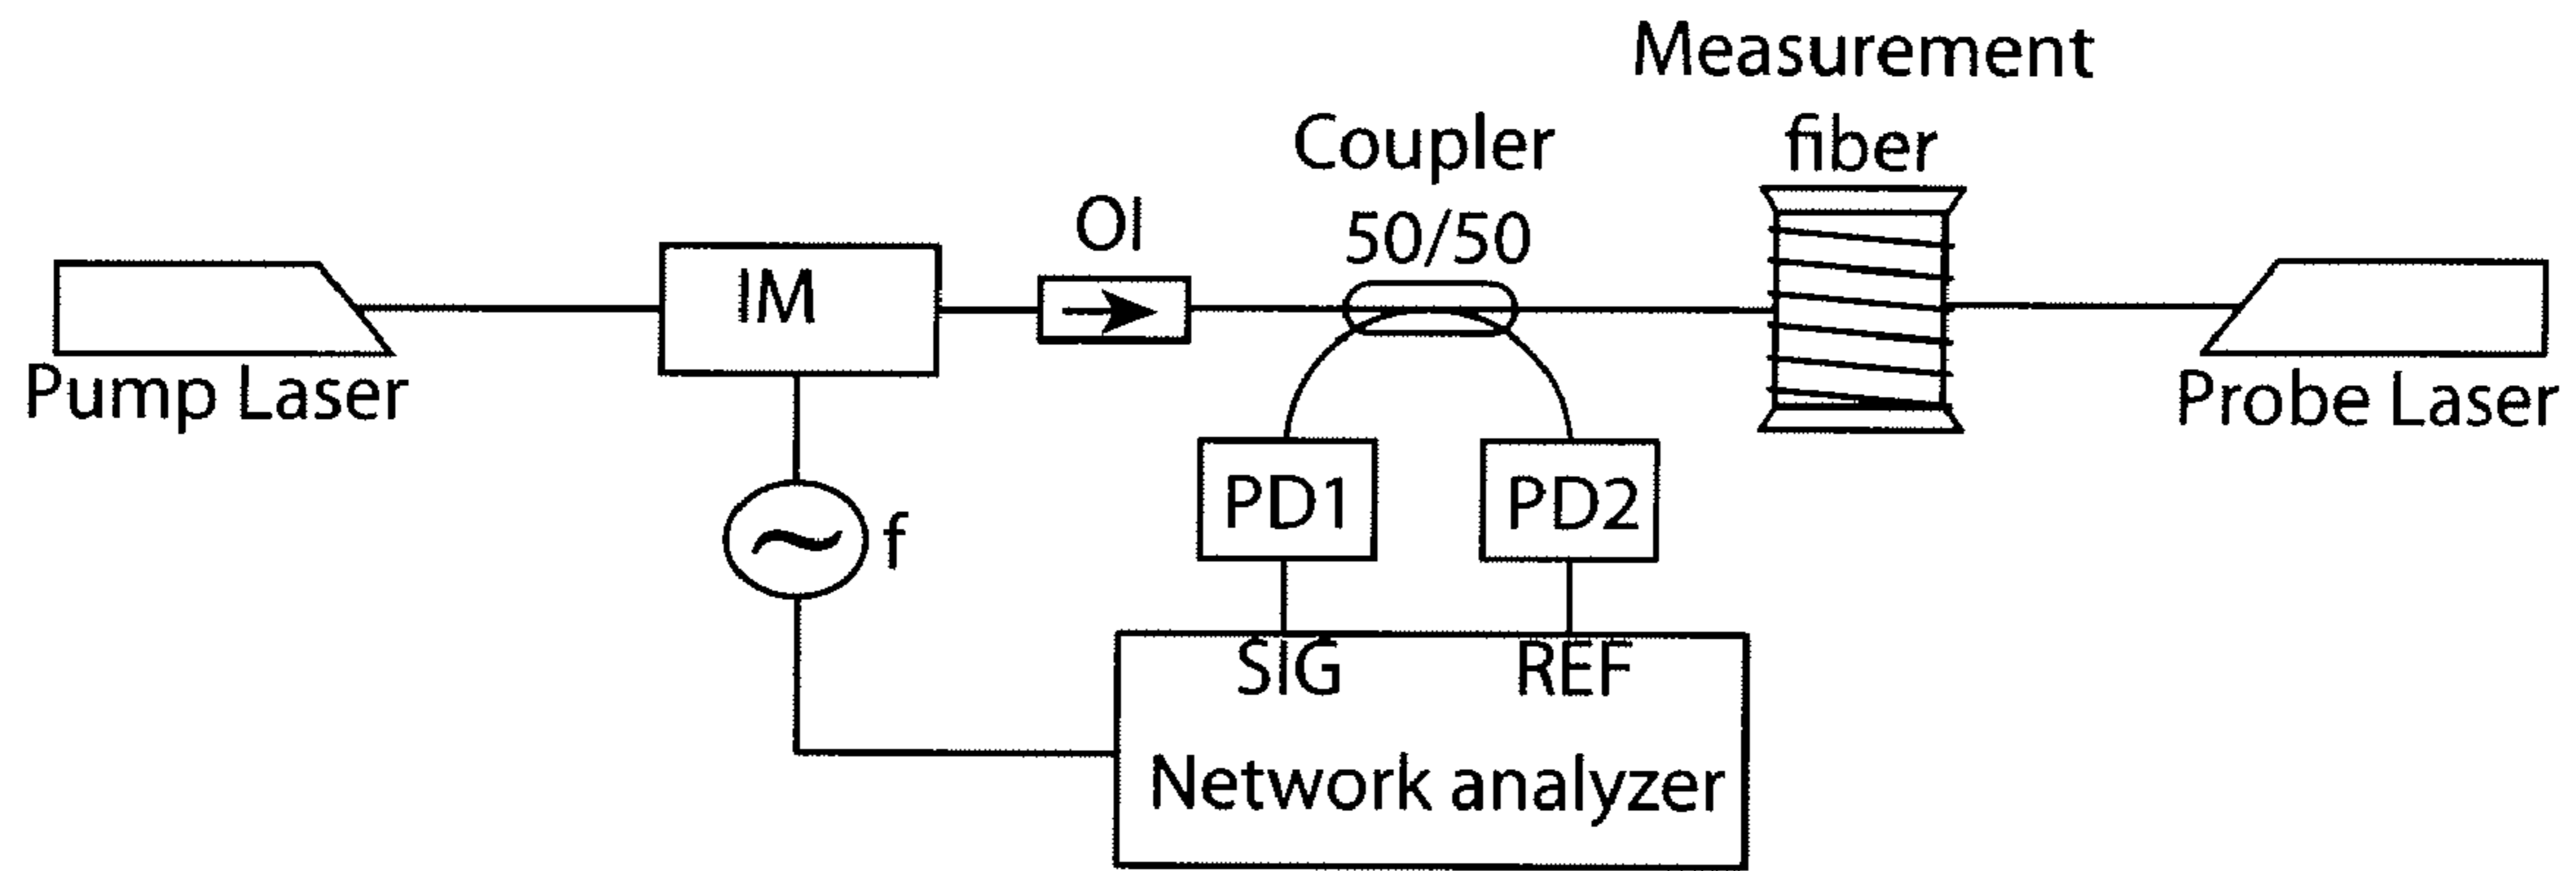 Measurement
fiber
Coupler
50/50
OI
IM
Pump Laser
Probe Laser
f
PD1
PD2
SIG
REF
Network analyzer